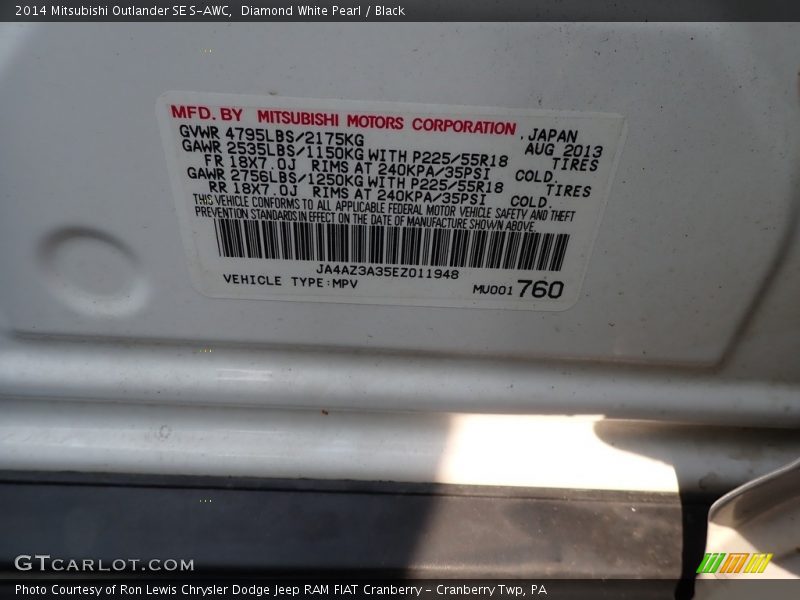 2014 Mitsubishi Outlander SE S-AWC, Diamond White Pearl / Black
MFD. BY MITSUBISHI MOTORS CORPORATION, JAPAN
GVWR 4795LBS/2175KG AUG 2013
GAWR 2535LBS/1150KG WITH P225/55R18 TIRES
FR 18X7.0J RIMS AT 240KPA/35PSI COLD.
GAWR 2756LBS/1250KG WITH P225/55R18 TIRES
RR 18X7.0J RIMS AT 240KPA/35PSI COLD.
THIS VEHICLE CONFORMS TO ALL APPLICABLE FEDERAL MOTOR VEHICLE SAFETY AND THEFT
PREVENTION STANDARDS IN EFFECT ON THE DATE OF MANUFACTURE SHOWN ABOVE.
JA4AZ3A35EZ011948
VEHICLE TYPE:MPV MU001 760
GTCARLOT.COM
Photo Courtesy of Ron Lewis Chrysler Dodge Jeep RAM FIAT Cranberry - Cranberry Twp, PA